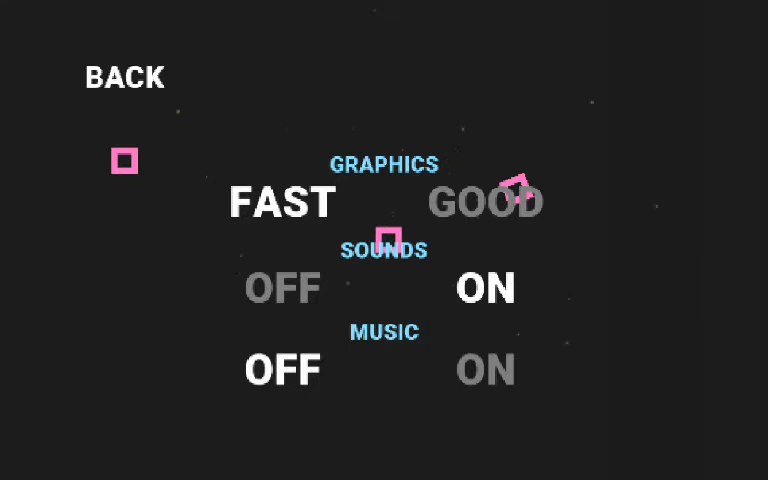 BACK
GRAPHICS
FAST GOOD
SOUNDS
OFF ON
MUSIC
OFF ON